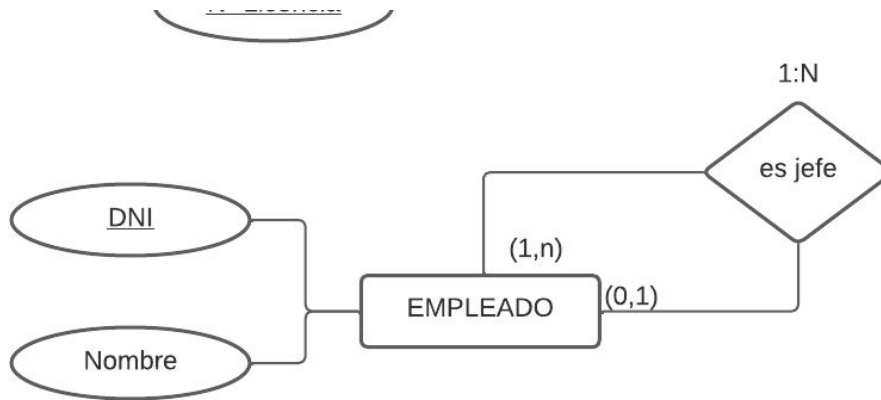 1:N
es jefe
DNI
(1,n)
(0,1)
EMPLEADO
Nombre